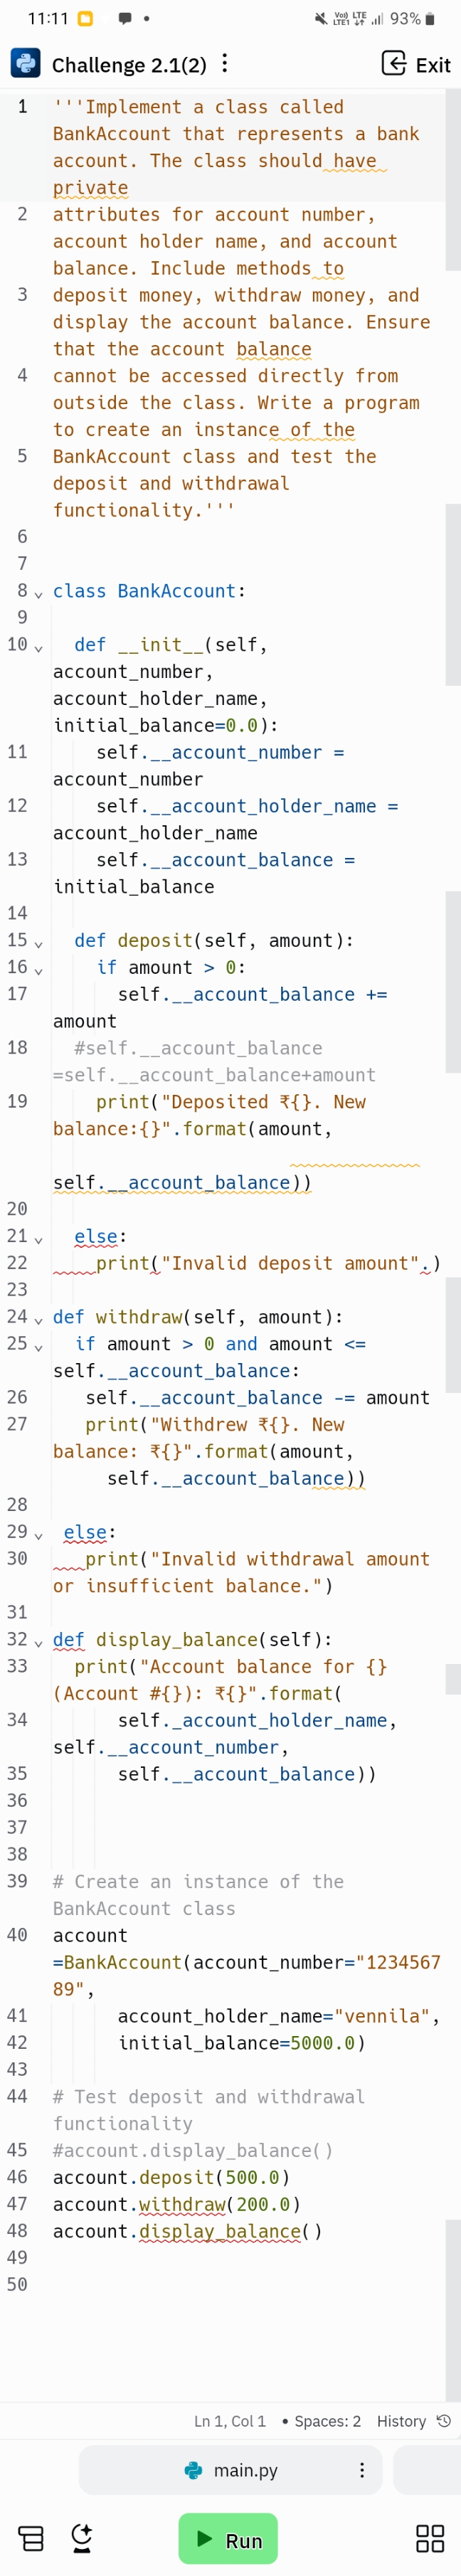 11:11 Vo) LTE LTE1 93%
Challenge 2.1(2) Exit
1 '''Implement a class called
BankAccount that represents a bank
account. The class should have
private
2 attributes for account number,
account holder name, and account
balance. Include methods to
3 deposit money, withdraw money, and
display the account balance. Ensure
that the account balance
4 cannot be accessed directly from
outside the class. Write a program
to create an instance of the
5 BankAccount class and test the
deposit and withdrawal
functionality.'''
6
7
8 class BankAccount:
9
10 def __init__(self,
account_number,
account_holder_name,
initial_balance=0.0):
11 self.__account_number =
account_number
12 self.__account_holder_name =
account_holder_name
13 self.__account_balance =
initial_balance
14
15 def deposit(self, amount):
16 if amount > 0:
17 self.__account_balance +=
amount
18 #self.__account_balance
=self.__account_balance+amount
19 print("Deposited ₹{}. New
balance:{}".format(amount,
self.__account_balance))
20
21 else:
22 print("Invalid deposit amount".)
23
24 def withdraw(self, amount):
25 if amount > 0 and amount <=
self.__account_balance:
26 self.__account_balance -= amount
27 print("Withdrew ₹{}. New
balance: ₹{}".format(amount,
self.__account_balance))
28
29 else:
30 print("Invalid withdrawal amount
or insufficient balance.")
31
32 def display_balance(self):
33 print("Account balance for {}
(Account #{}): ₹{}".format(
34 self._account_holder_name,
self.__account_number,
35 self.__account_balance))
36
37
38
39 # Create an instance of the
BankAccount class
40 account
=BankAccount(account_number="1234567
89",
41 account_holder_name="vennila",
42 initial_balance=5000.0)
43
44 # Test deposit and withdrawal
functionality
45 #account.display_balance()
46 account.deposit(500.0)
47 account.withdraw(200.0)
48 account.display_balance()
49
50
Ln 1, Col 1 • Spaces: 2 History
main.py
Run